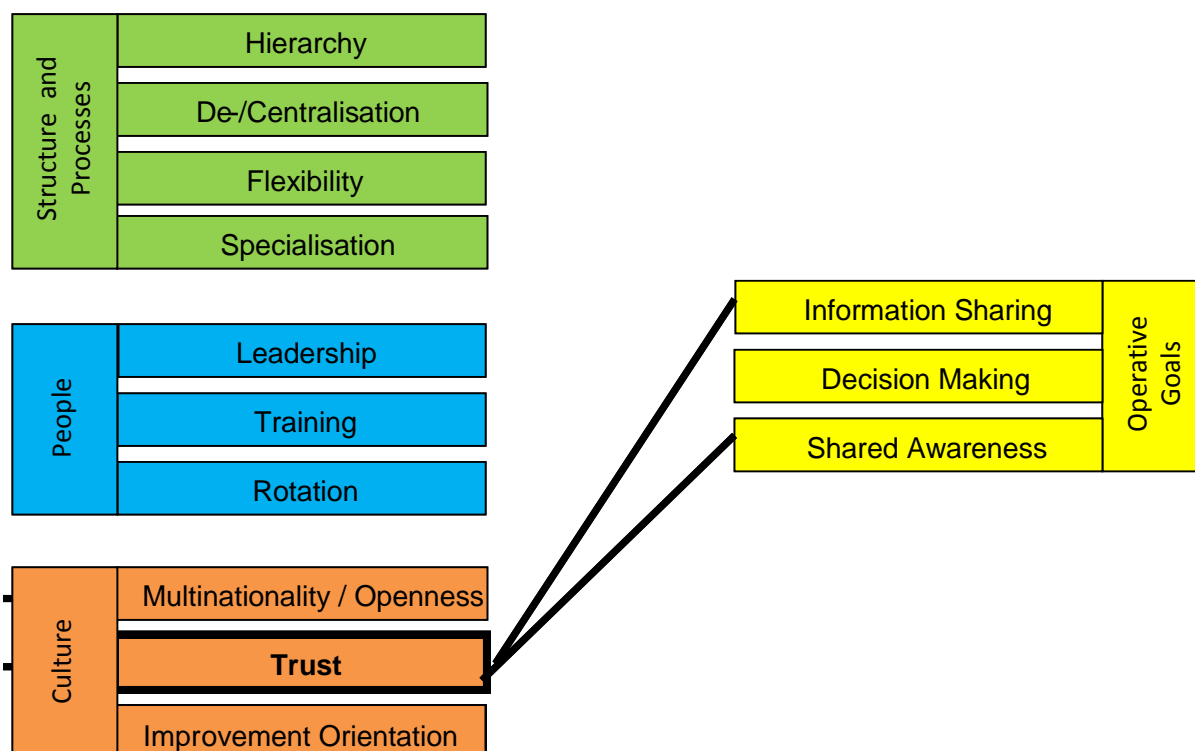 Structure and
Processes
Hierarchy
De-/Centralisation
Flexibility
Specialisation
People
Leadership
Training
Rotation
Culture
Multinationality / Openness
Trust
Improvement Orientation
Information Sharing
Decision Making
Shared Awareness
Operative
Goals